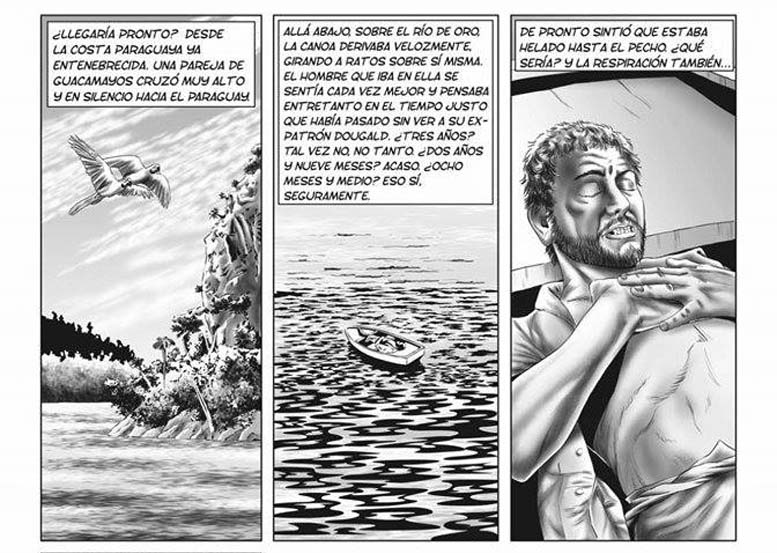 ¿LLEGARÍA PRONTO? DESDE
LA COSTA PARAGUAYA YA
ENTENEBRECIDA. UNA PAREJA DE
GUACAMAYOS CRUZÓ MUY ALTO
Y EN SILENCIO HACIA EL PARAGUAY.
ALLÁ ABAJO, SOBRE EL RÍO DE ORO,
LA CANOA DERIVABA VELOZMENTE,
GIRANDO A RATOS SOBRE SÍ MISMA.
EL HOMBRE QUE IBA EN ELLA SE
SENTÍA CADA VEZ MEJOR Y PENSABA
ENTRETANTO EN EL TIEMPO JUSTO
QUE HABÍA PASADO SIN VER A SU EX-
PATRÓN DOUGALD. ¿TRES AÑOS?
TAL VEZ NO, NO TANTO. ¿DOS AÑOS
Y NUEVE MESES? ACASO. ¿OCHO
MESES Y MEDIO? ESO SÍ,
SEGURAMENTE.
DE PRONTO SINTIÓ QUE ESTABA
HELADO HASTA EL PECHO. ¿QUÉ
SERÍA? Y LA RESPIRACIÓN TAMBIÉN...